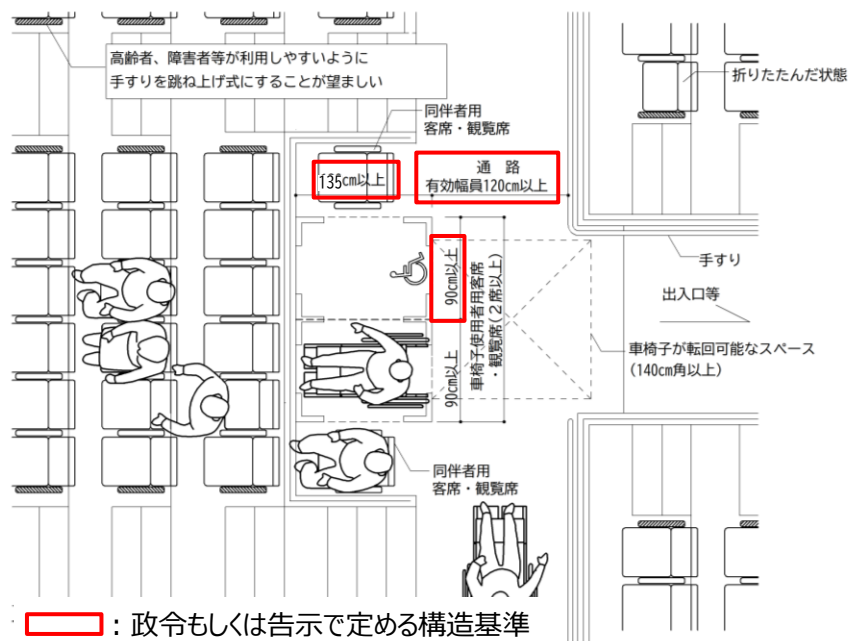 高齢者、障害者等が利用しやすいように
手すりを跳ね上げ式にすることが望ましい
折りたたんだ状態
同伴者用
客席・観覧席
135cm以上
通 路
有効幅員120cm以上
90cm以上
90cm以上
車椅子使用者用客席
・観覧席(2席以上)
手すり
出入口等
車椅子が転回可能なスペース
(140cm角以上)
同伴者用
客席・観覧席
:政令もしくは告示で定める構造基準